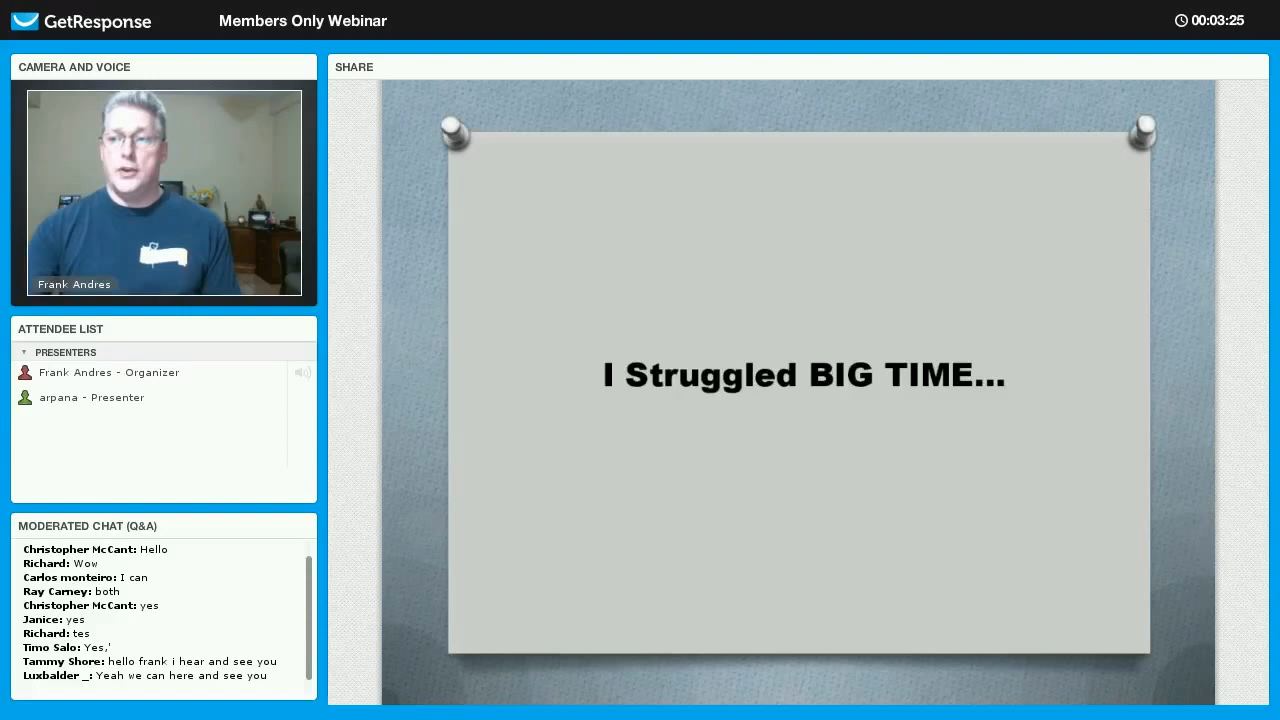 GetResponse
Members Only Webinar
00:03:25
CAMERA AND VOICE
Frank Andres
ATTENDEE LIST
PRESENTERS
Frank Andres - Organizer
arpana - Presenter
MODERATED CHAT (Q&A)
Christopher McCant: Hello
Richard: Wow
Carlos monteiro: I can
Ray Carney: both
Christopher McCant: yes
Janice: yes
Richard: tes
Timo Salo: Yes,'
Tammy Shore: hello frank i hear and see you
Luxbalder _: Yeah we can here and see you
SHARE
I Struggled BIG TIME...